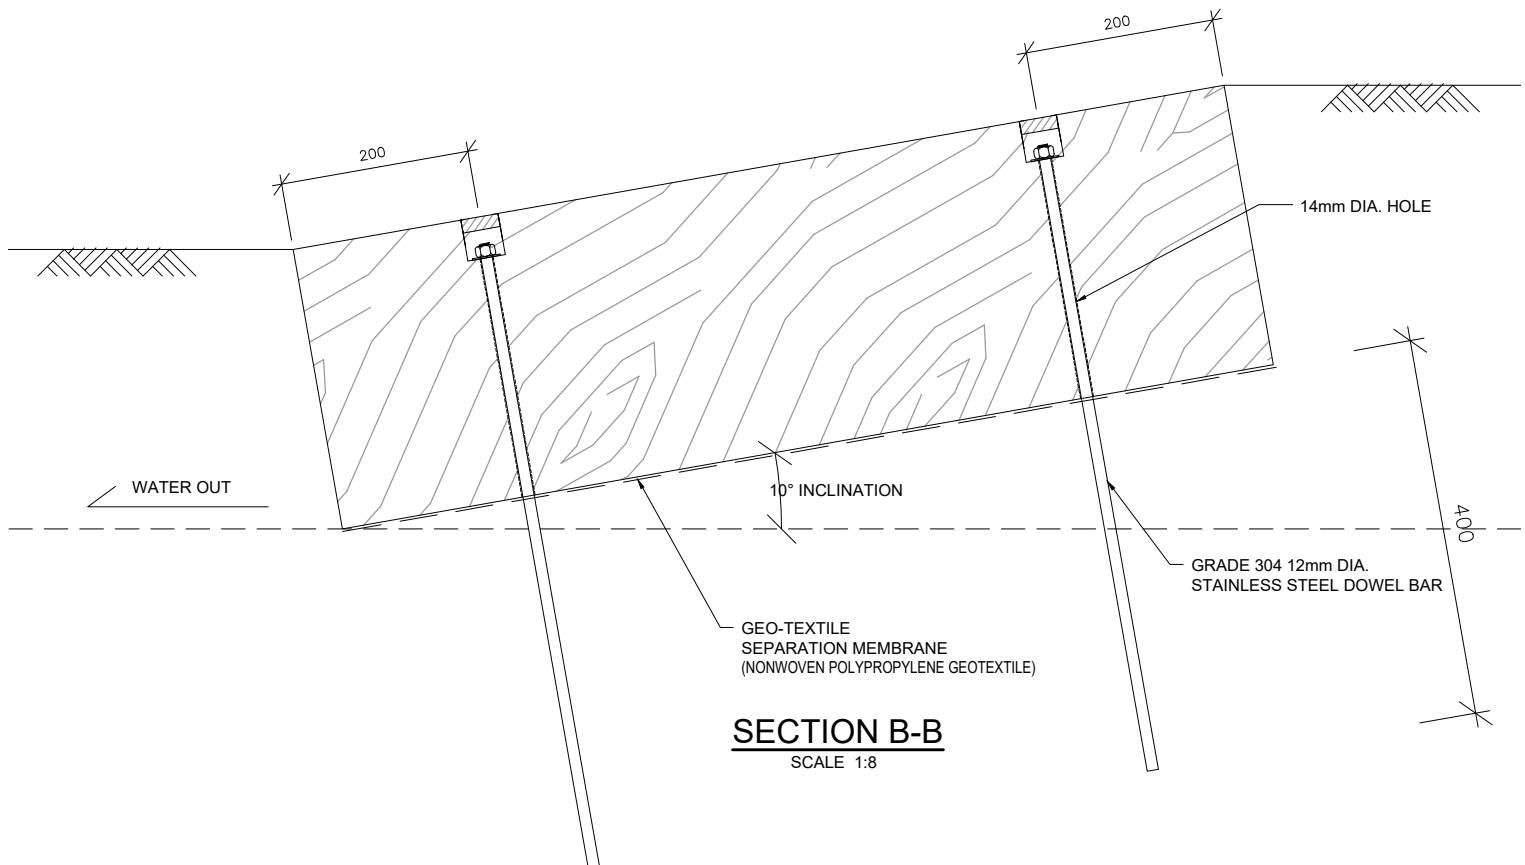 200
200
14mm DIA. HOLE
WATER OUT
10° INCLINATION
400
GRADE 304 12mm DIA.
STAINLESS STEEL DOWEL BAR
GEO-TEXTILE
SEPARATION MEMBRANE
(NONWOVEN POLYPROPYLENE GEOTEXTILE)
SECTION B-B
SCALE 1:8